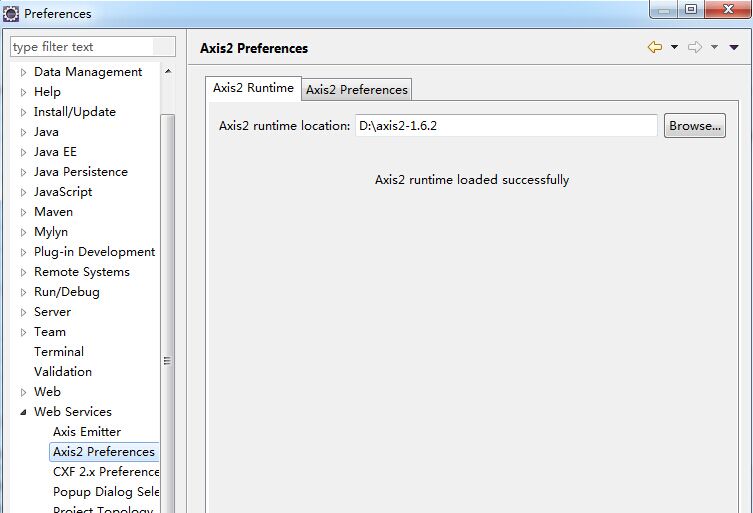 Preferences
type filter text
Data Management
Help
Install/Update
Java
Java EE
Java Persistence
JavaScript
Maven
Mylyn
Plug-in Development
Remote Systems
Run/Debug
Server
Team
Terminal
Validation
Web
Web Services
Axis Emitter
Axis2 Preferences
CXF 2.x Preference
Popup Dialog Sele
Project Topology
Axis2 Preferences
Axis2 Runtime
Axis2 Preferences
Axis2 runtime location: D:\axis2-1.6.2 Browse...
Axis2 runtime loaded successfully